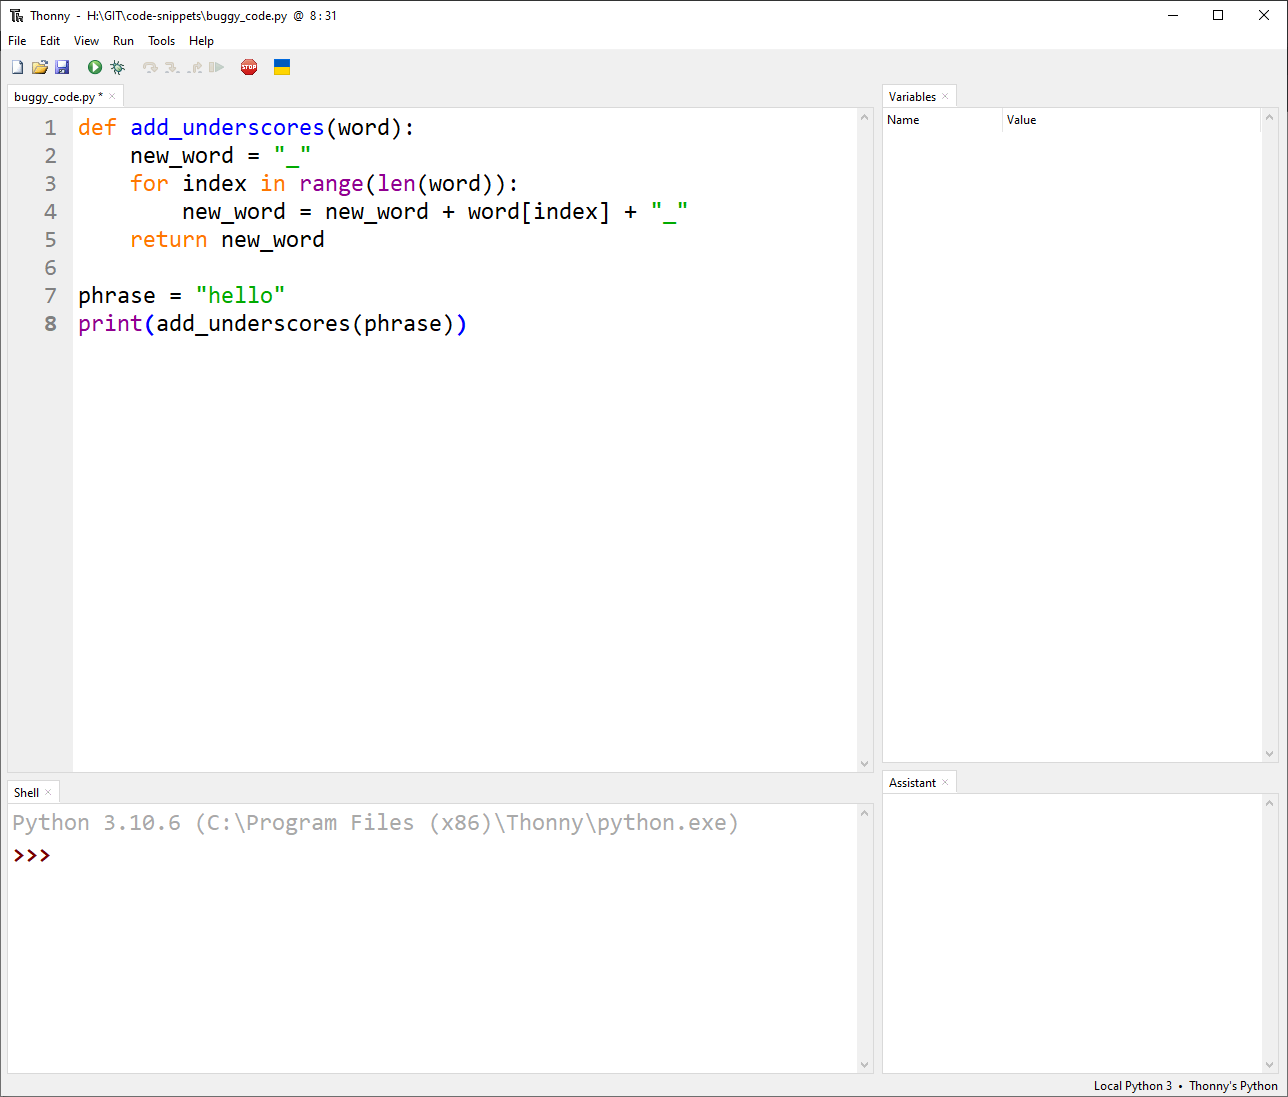 Thonny - H:\GIT\code-snippets\buggy_code.py @ 8:31
File Edit View Run Tools Help
STOP
buggy_code.py * ×
1 def add_underscores(word):
2     new_word = "_"
3     for index in range(len(word)):
4         new_word = new_word + word[index] + "_"
5     return new_word
6
7 phrase = "hello"
8 print(add_underscores(phrase))
Shell ×
Python 3.10.6 (C:\Program Files (x86)\Thonny\python.exe)
>>>
Variables ×
Name Value
Assistant ×
Local Python 3 • Thonny's Python